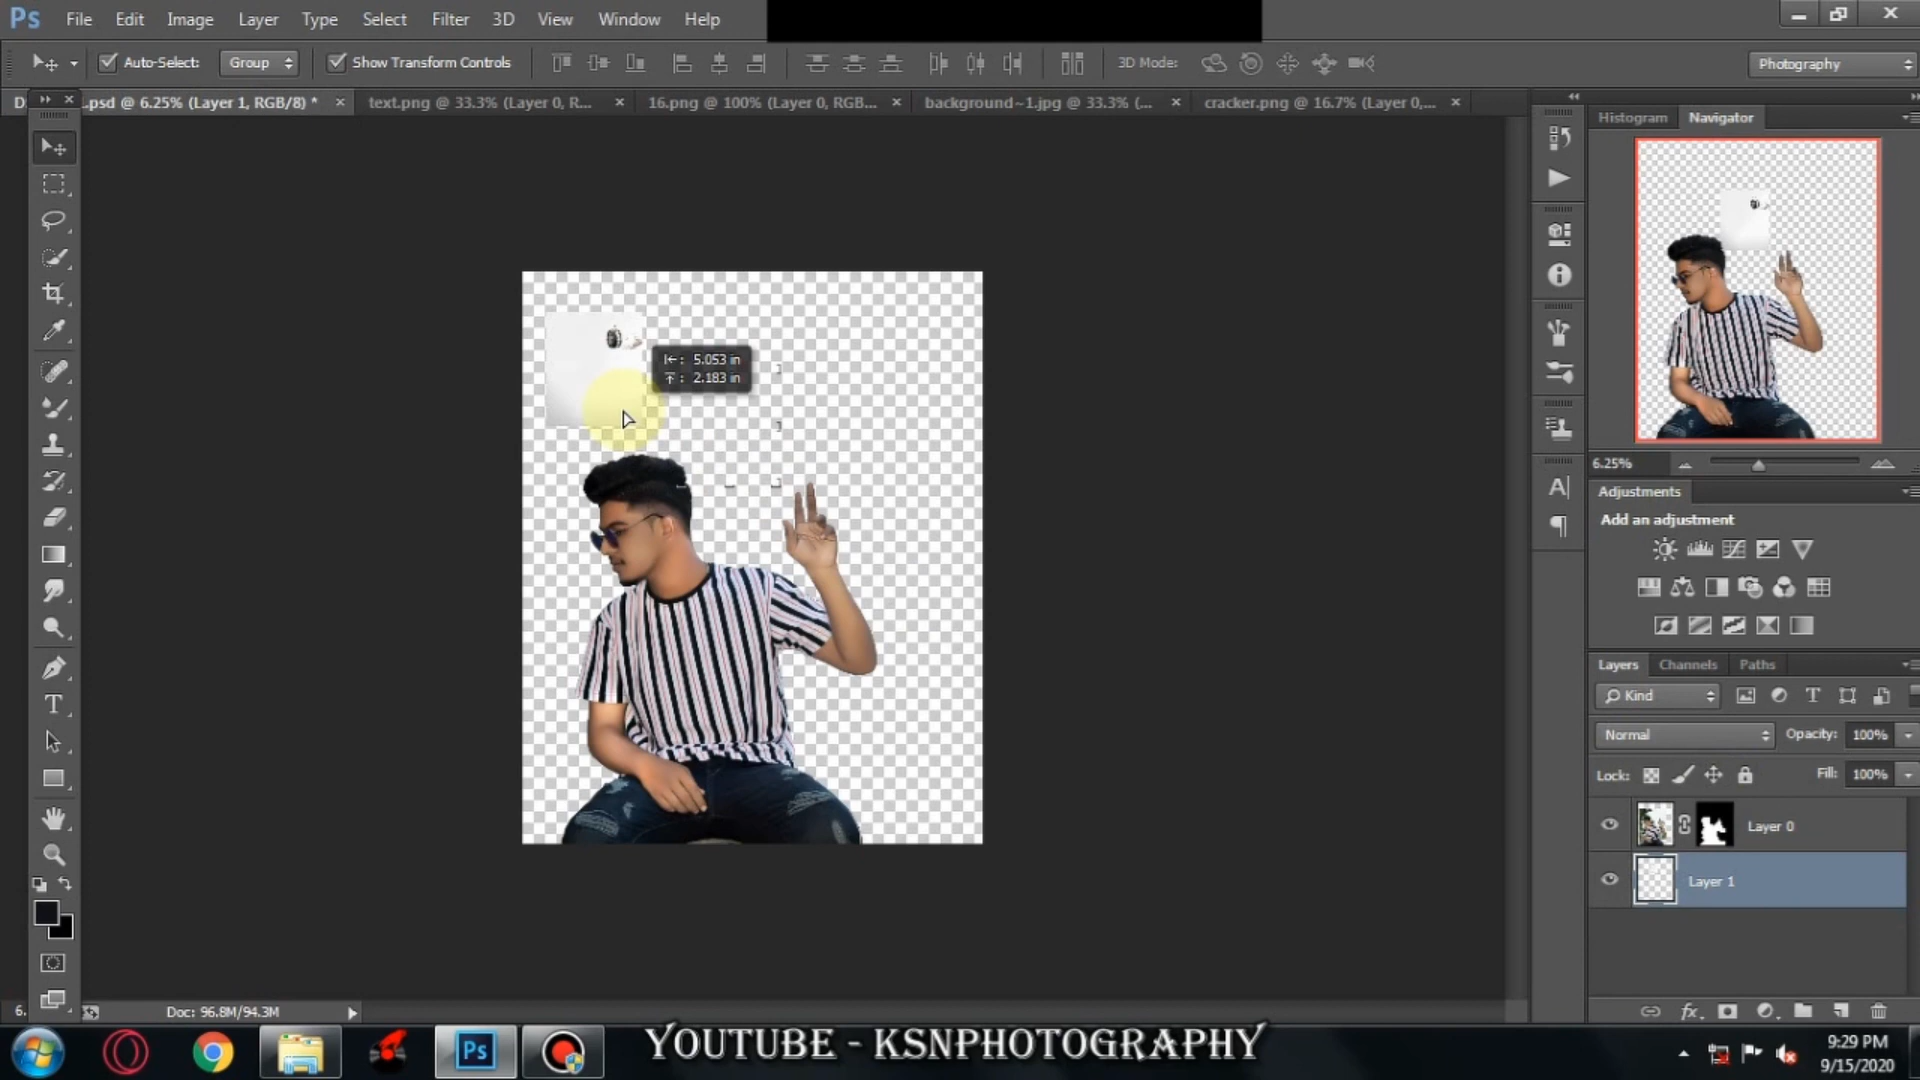 Ps File Edit Image Layer Type Select Filter 3D View Window Help
Auto-Select: Group Show Transform Controls 3D Mode: Photography
.psd @ 6.25% (Layer 1, RGB/8) * text.png @ 33.3% (Layer 0, R... 16.png @ 100% (Layer 0, RGB... background~1.jpg @ 33.3% (... cracker.png @ 16.7% (Layer 0,...
Histogram Navigator
5.053 in
2.183 in
6.25%
Adjustments
Add an adjustment
Layers Channels Paths
Kind
Normal Opacity: 100%
Lock: Fill: 100%
Layer 0
Layer 1
Doc: 96.8M/94.3M
Ps
YOUTUBE - KSNPHOTOGRAPHY
9:29 PM
9/15/2020